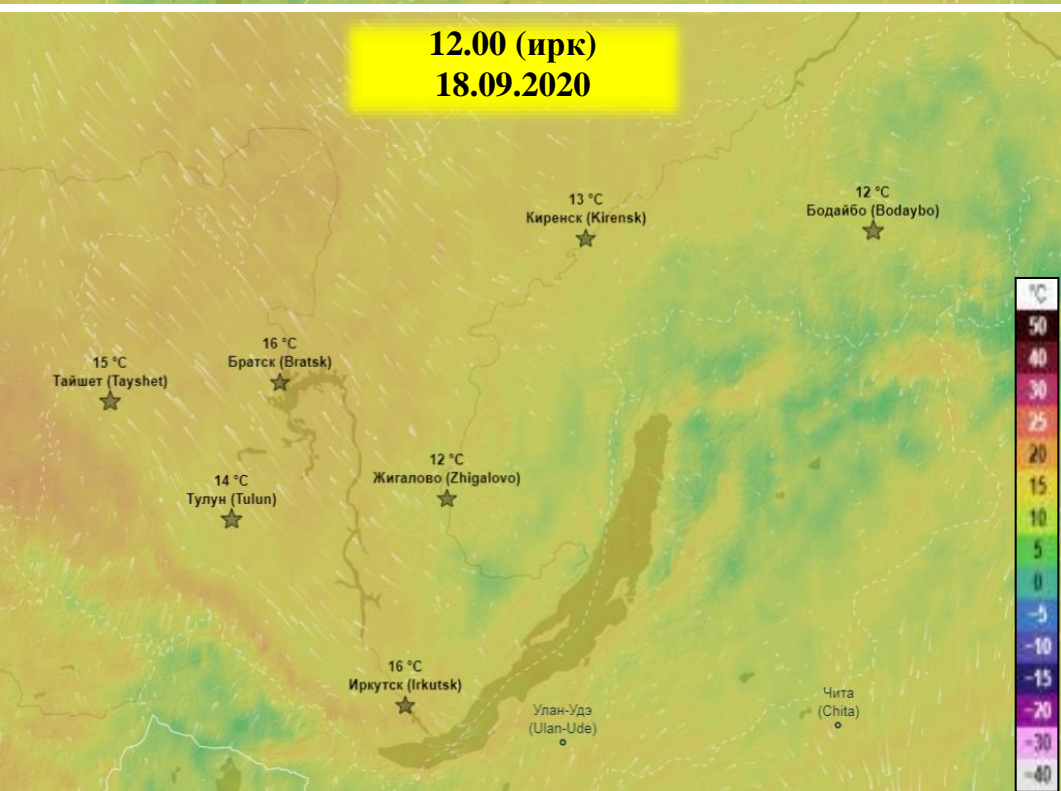 12.00 (ирк)
18.09.2020
13 °C
Киренск (Kirensk)
12 °C
Бодайбо (Bodaybo)
16 °C
Братск (Bratsk)
15 °C
Тайшет (Tayshet)
12 °C
Жигалово (Zhigalovo)
14 °C
Тулун (Tulun)
16 °C
Иркутск (Irkutsk)
Улан-Удэ
(Ulan-Ude)
Чита
(Chita)
°C
50
40
30
25
20
15
10
5
0
-5
-10
-15
-20
-30
-40